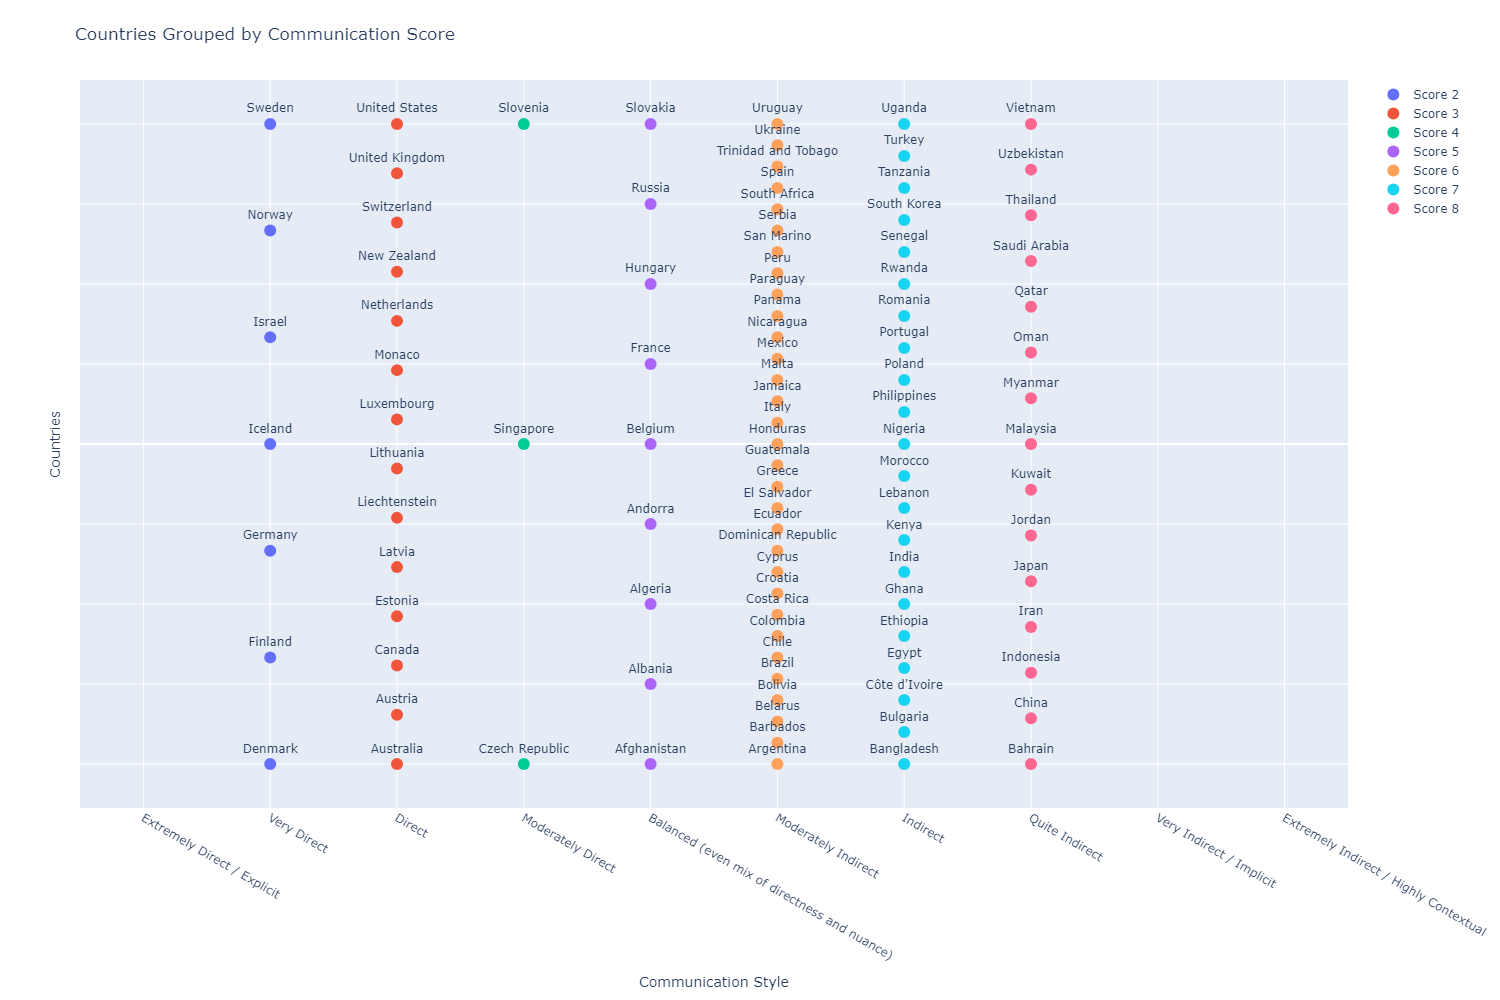 Countries Grouped by Communication Score
Sweden
Norway
Israel
Iceland
Germany
Finland
Denmark
United States
United Kingdom
Switzerland
New Zealand
Netherlands
Monaco
Luxembourg
Lithuania
Liechtenstein
Latvia
Estonia
Canada
Austria
Australia
Slovenia
Singapore
Czech Republic
Slovakia
Russia
Hungary
France
Belgium
Andorra
Algeria
Albania
Afghanistan
Uruguay
Ukraine
Trinidad and Tobago
Spain
South Africa
Serbia
San Marino
Peru
Paraguay
Panama
Nicaragua
Mexico
Malta
Jamaica
Italy
Honduras
Guatemala
Greece
El Salvador
Ecuador
Dominican Republic
Cyprus
Croatia
Costa Rica
Colombia
Chile
Brazil
Bolivia
Belarus
Barbados
Argentina
Uganda
Turkey
Tanzania
South Korea
Senegal
Rwanda
Romania
Portugal
Poland
Philippines
Nigeria
Morocco
Lebanon
Kenya
India
Ghana
Ethiopia
Egypt
Côte d'Ivoire
Bulgaria
Bangladesh
Vietnam
Uzbekistan
Thailand
Saudi Arabia
Qatar
Oman
Myanmar
Malaysia
Kuwait
Jordan
Japan
Iran
Indonesia
China
Bahrain
Score 2
Score 3
Score 4
Score 5
Score 6
Score 7
Score 8
Countries
Extremely Direct / Explicit
Very Direct
Direct
Moderately Direct
Balanced (even mix of directness and nuance)
Moderately Indirect
Indirect
Quite Indirect
Very Indirect / Implicit
Extremely Indirect / Highly Contextual
Communication Style